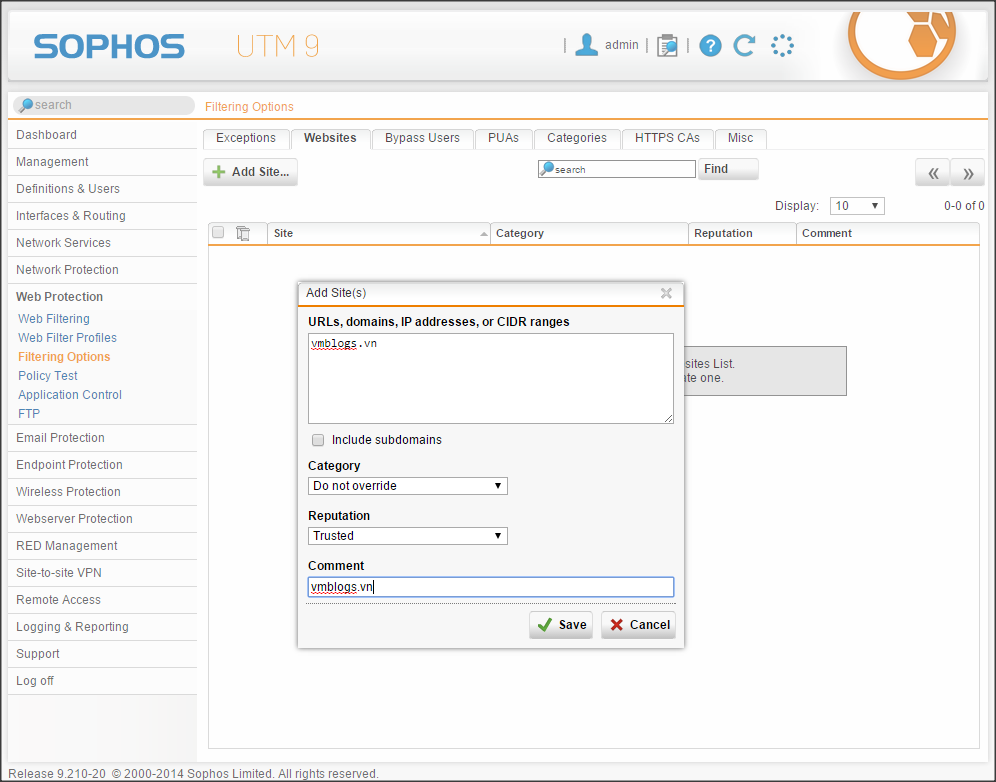 SOPHOS UTM 9 | admin | | ?
search
Filtering Options
Dashboard
Management
Definitions & Users
Interfaces & Routing
Network Services
Network Protection
Web Protection
Web Filtering
Web Filter Profiles
Filtering Options
Policy Test
Application Control
FTP
Email Protection
Endpoint Protection
Wireless Protection
Webserver Protection
RED Management
Site-to-site VPN
Remote Access
Logging & Reporting
Support
Log off
Exceptions Websites Bypass Users PUAs Categories HTTPS CAs Misc
Add Site... search Find « »
Display: 10 0-0 of 0
Site Category Reputation Comment
sites List.
te one.
Add Site(s)
URLs, domains, IP addresses, or CIDR ranges
vmblogs.vn
Include subdomains
Category
Do not override
Reputation
Trusted
Comment
vmblogs.vn
Save Cancel
Release 9.210-20 © 2000-2014 Sophos Limited. All rights reserved.